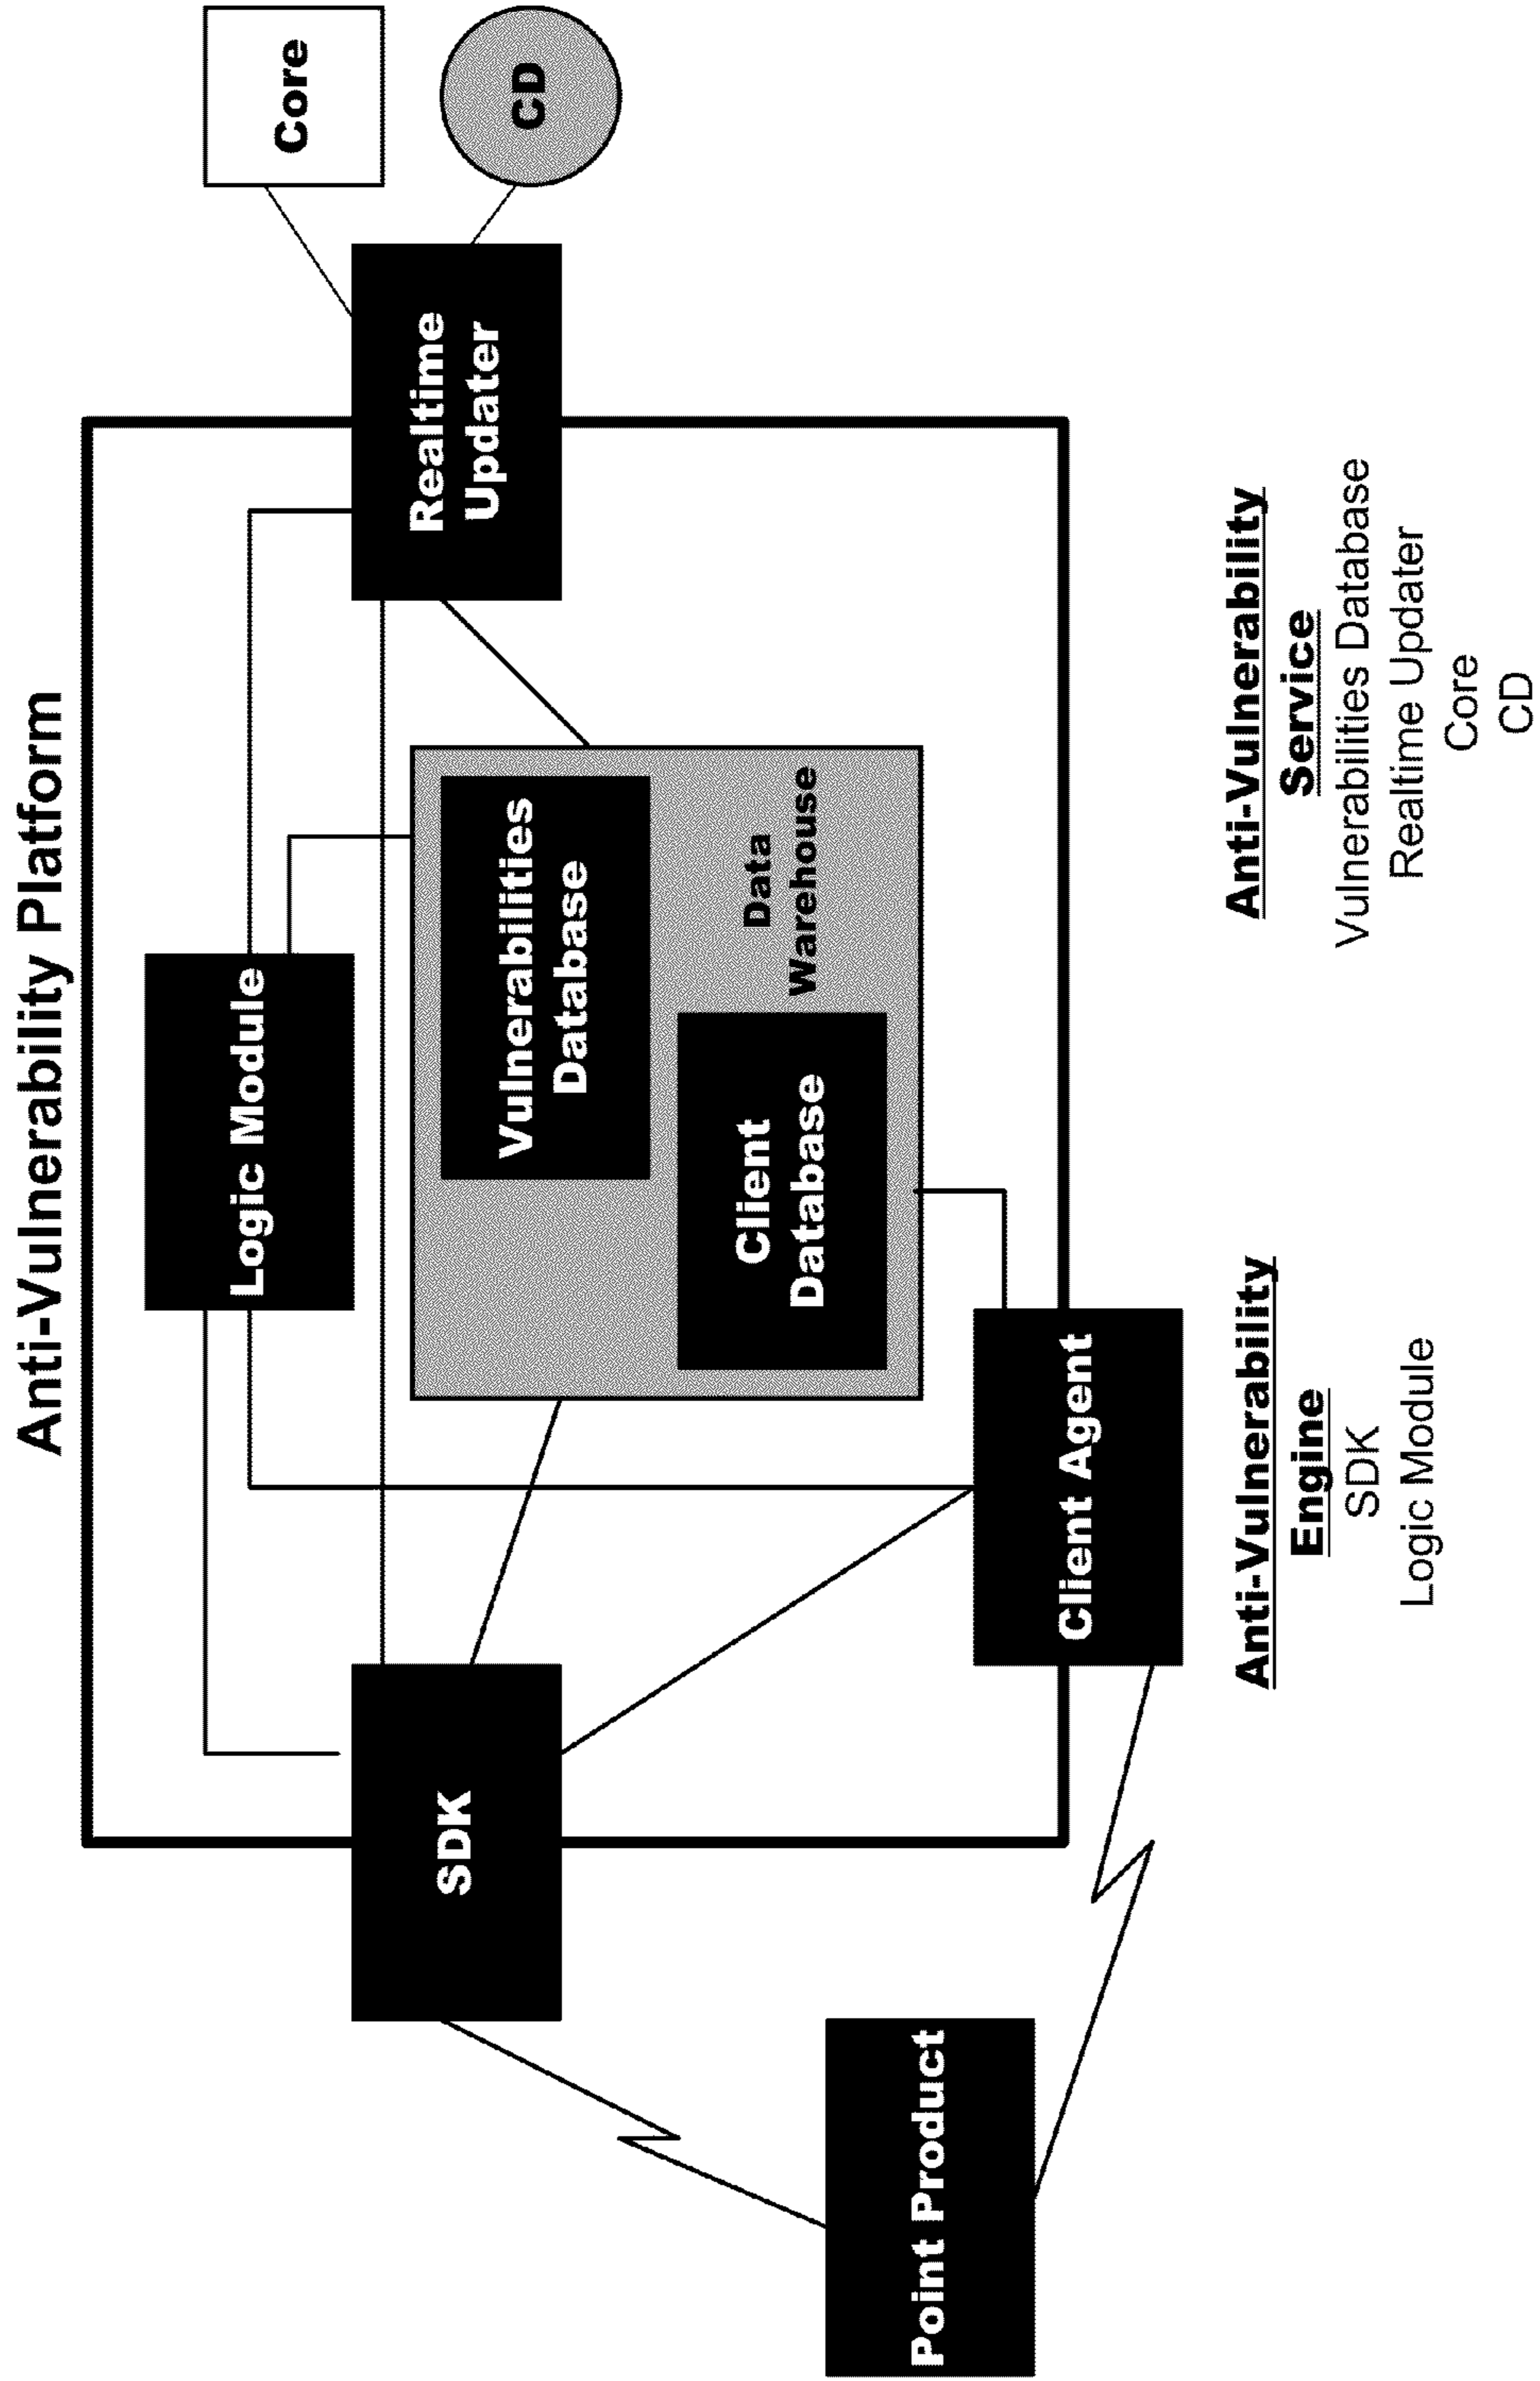 Anti-Vulnerability Platform
Logic Module
Core
SDK
Realtime
Updater
CD
Vulnerabilities
Database
Client
Database
Data
Warehouse
Point Product
Client Agent
Anti-Vulnerability
Engine
SDK
Logic Module
Anti-Vulnerability
Service
Vulnerabilities Database
Realtime Updater
Core
CD